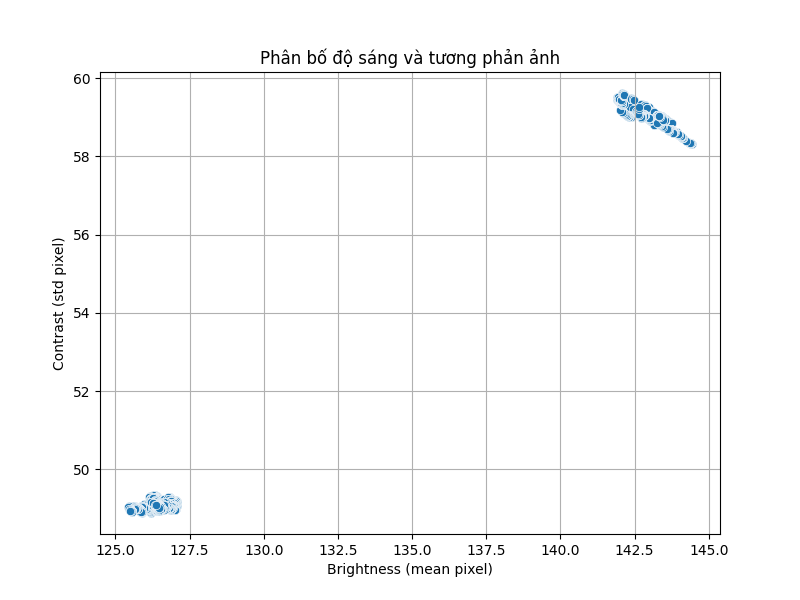 Phân bố độ sáng và tương phản ảnh
60
58
56
54
52
50
Contrast (std pixel)
125.0 127.5 130.0 132.5 135.0 137.5 140.0 142.5 145.0
Brightness (mean pixel)